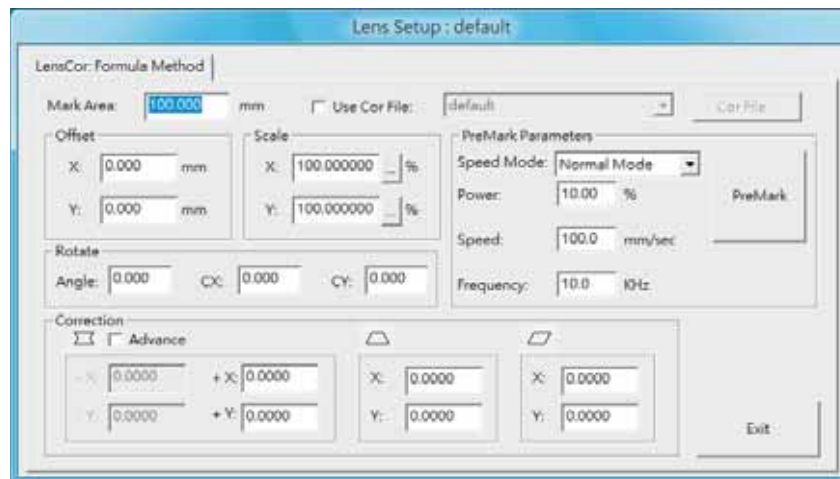 Lens Setup : default
LensCor: Formula Method
Mark Area: 100.000 mm Use Cor File: default Cor File
Offset
X: 0.000 mm
Y: 0.000 mm
Scale
X: 100.000000 ... %
Y: 100.000000 ... %
PreMark Parameters
Speed Mode: Normal Mode
Power: 10.00 %
Speed: 100.0 mm/sec
Frequency: 10.0 KHz
PreMark
Rotate
Angle: 0.000 CX: 0.000 CY: 0.000
Correction
Advance
- X: 0.0000 + X: 0.0000
- Y: 0.0000 + Y: 0.0000
X: 0.0000
Y: 0.0000
X: 0.0000
Y: 0.0000
Exit